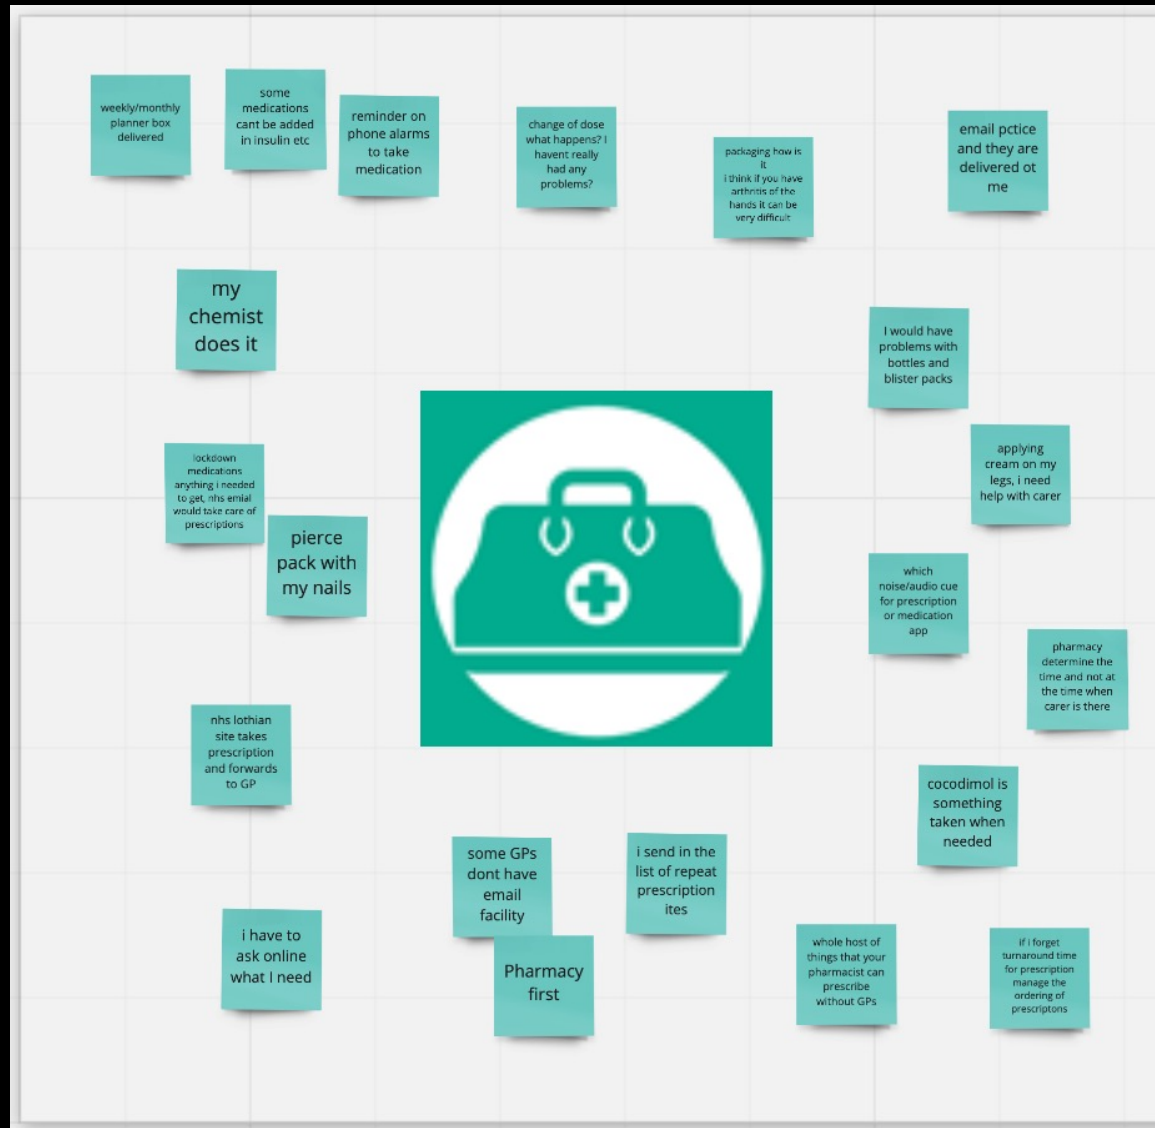 weekly/monthly
planner box
delivered
some
medications
cant be added
in insulin etc
reminder on
phone alarms
to take
medication
change of dose
what happens? I
havent really
had any
problems?
packaging how is
it
i think if you have
arthritis of the
hands it can be
very difficult
email pctice
and they are
delivered ot
me
my
chemist
does it
I would have
problems with
bottles and
blister packs
applying
cream on my
legs, i need
help with carer
lockdown
medications
anything i needed
to get, nhs emial
would take care of
prescriptions
pierce
pack with
my nails
which
noise/audio cue
for prescription
or medication
app
pharmacy
determine the
time and not at
the time when
carer is there
nhs lothian
site takes
prescription
and forwards
to GP
cocodimol is
something
taken when
needed
some GPs
dont have
email
facility
i send in the
list of repeat
prescription
ites
i have to
ask online
what I need
Pharmacy
first
whole host of
things that your
pharmacist can
prescribe
without GPs
if i forget
turnaround time
for prescription
manage the
ordering of
prescriptons